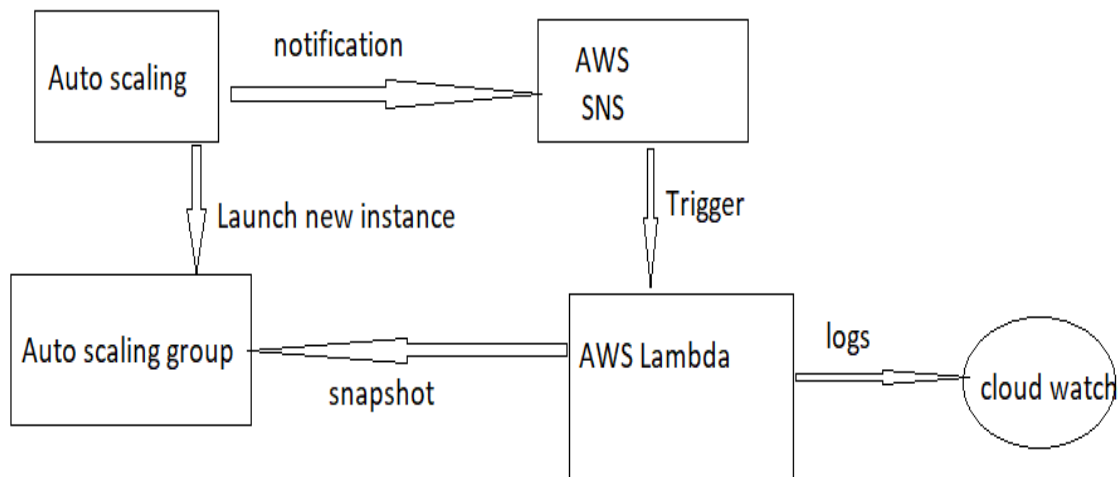 notification
Auto scaling
AWS
SNS
Launch new instance
Trigger
Auto scaling group
snapshot
AWS Lambda
logs
cloud watch